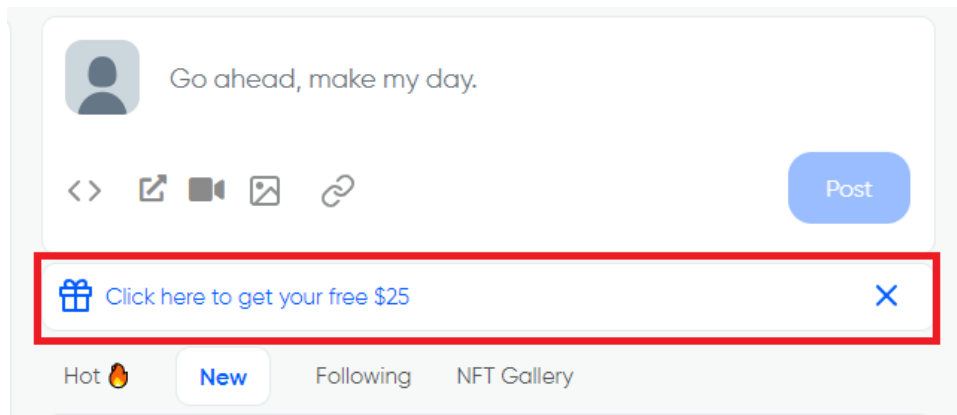 Go ahead, make my day.
Post
Click here to get your free $25
Hot 🔥 New Following NFT Gallery